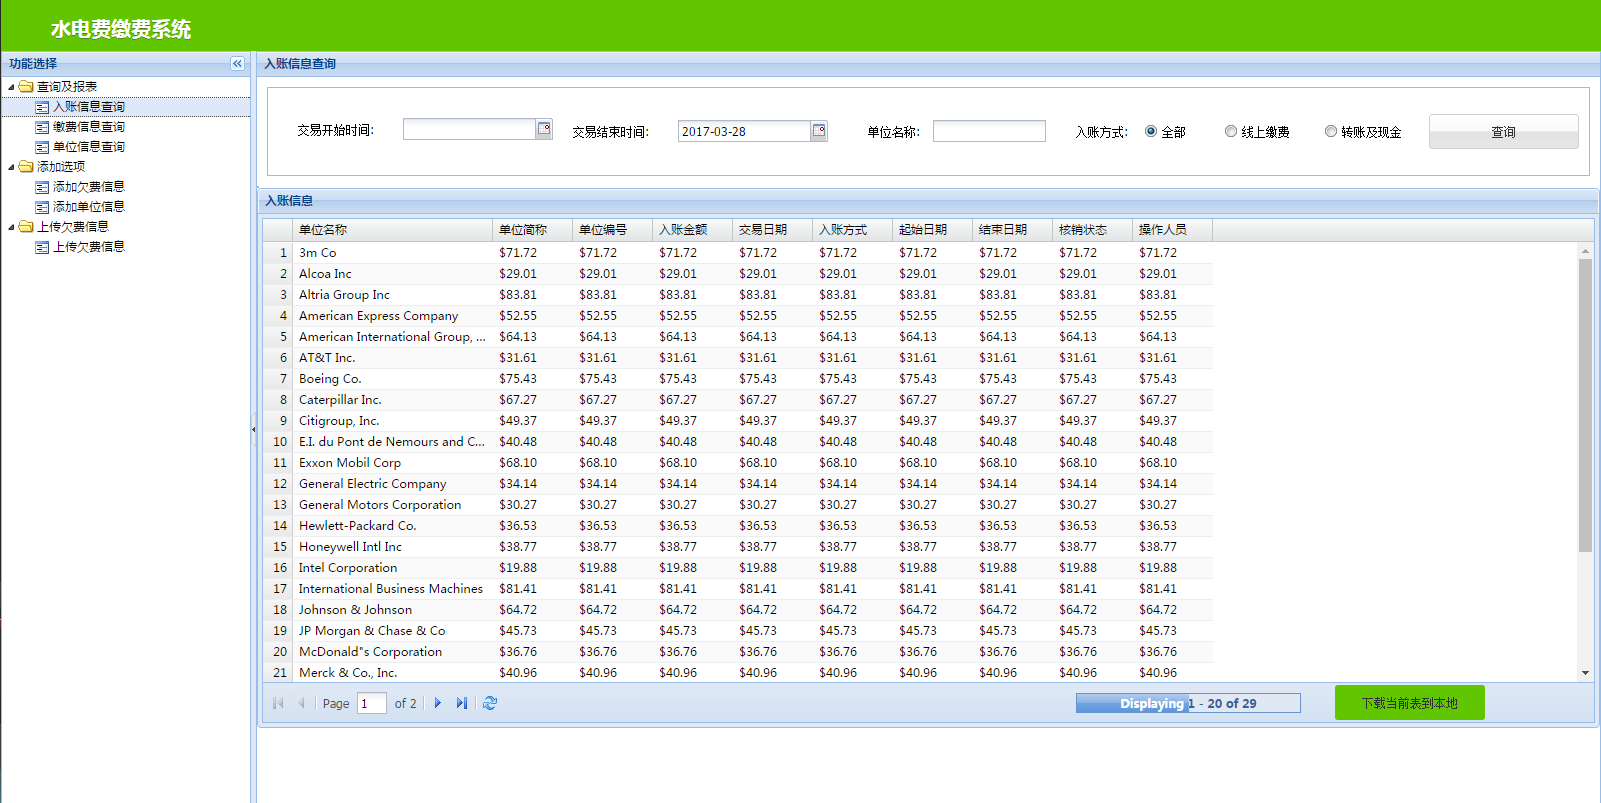 水电费缴费系统
功能选择
查询及报表
入账信息查询
缴费信息查询
单位信息查询
添加选项
添加欠费信息
添加单位信息
上传欠费信息
上传欠费信息
入账信息查询
交易开始时间: 交易结束时间: 2017-03-28 单位名称: 入账方式: 全部 线上缴费 转账及现金 查询
入账信息
单位名称 单位简称 单位编号 入账金额 交易日期 入账方式 起始日期 结束日期 核销状态 操作人员
1 3m Co $71.72 $71.72 $71.72 $71.72 $71.72 $71.72 $71.72 $71.72 $71.72
2 Alcoa Inc $29.01 $29.01 $29.01 $29.01 $29.01 $29.01 $29.01 $29.01 $29.01
3 Altria Group Inc $83.81 $83.81 $83.81 $83.81 $83.81 $83.81 $83.81 $83.81 $83.81
4 American Express Company $52.55 $52.55 $52.55 $52.55 $52.55 $52.55 $52.55 $52.55 $52.55
5 American International Group, ... $64.13 $64.13 $64.13 $64.13 $64.13 $64.13 $64.13 $64.13 $64.13
6 AT&T Inc. $31.61 $31.61 $31.61 $31.61 $31.61 $31.61 $31.61 $31.61 $31.61
7 Boeing Co. $75.43 $75.43 $75.43 $75.43 $75.43 $75.43 $75.43 $75.43 $75.43
8 Caterpillar Inc. $67.27 $67.27 $67.27 $67.27 $67.27 $67.27 $67.27 $67.27 $67.27
9 Citigroup, Inc. $49.37 $49.37 $49.37 $49.37 $49.37 $49.37 $49.37 $49.37 $49.37
10 E.I. du Pont de Nemours and C... $40.48 $40.48 $40.48 $40.48 $40.48 $40.48 $40.48 $40.48 $40.48
11 Exxon Mobil Corp $68.10 $68.10 $68.10 $68.10 $68.10 $68.10 $68.10 $68.10 $68.10
12 General Electric Company $34.14 $34.14 $34.14 $34.14 $34.14 $34.14 $34.14 $34.14 $34.14
13 General Motors Corporation $30.27 $30.27 $30.27 $30.27 $30.27 $30.27 $30.27 $30.27 $30.27
14 Hewlett-Packard Co. $36.53 $36.53 $36.53 $36.53 $36.53 $36.53 $36.53 $36.53 $36.53
15 Honeywell Intl Inc $38.77 $38.77 $38.77 $38.77 $38.77 $38.77 $38.77 $38.77 $38.77
16 Intel Corporation $19.88 $19.88 $19.88 $19.88 $19.88 $19.88 $19.88 $19.88 $19.88
17 International Business Machines $81.41 $81.41 $81.41 $81.41 $81.41 $81.41 $81.41 $81.41 $81.41
18 Johnson & Johnson $64.72 $64.72 $64.72 $64.72 $64.72 $64.72 $64.72 $64.72 $64.72
19 JP Morgan & Chase & Co $45.73 $45.73 $45.73 $45.73 $45.73 $45.73 $45.73 $45.73 $45.73
20 McDonald"s Corporation $36.76 $36.76 $36.76 $36.76 $36.76 $36.76 $36.76 $36.76 $36.76
21 Merck & Co., Inc. $40.96 $40.96 $40.96 $40.96 $40.96 $40.96 $40.96 $40.96 $40.96
Page 1 of 2 Displaying 1 - 20 of 29 下载当前表到本地